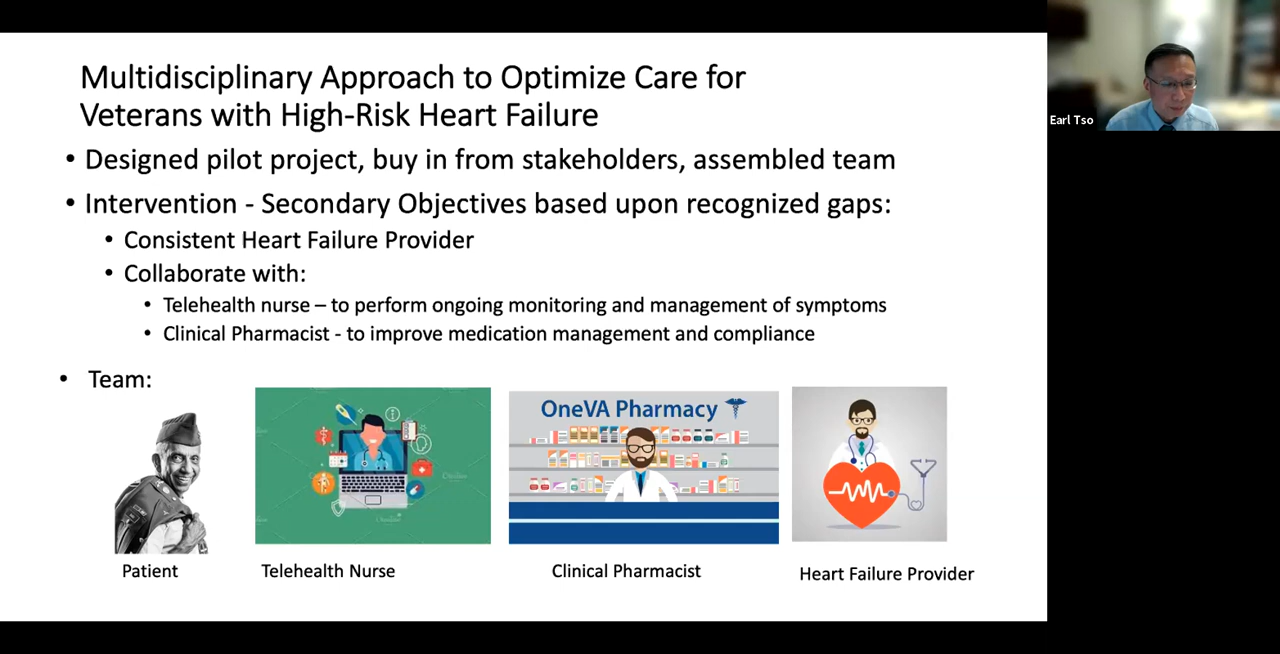 Multidisciplinary Approach to Optimize Care for
Veterans with High-Risk Heart Failure
• Designed pilot project, buy in from stakeholders, assembled team
• Intervention - Secondary Objectives based upon recognized gaps:
• Consistent Heart Failure Provider
• Collaborate with:
• Telehealth nurse – to perform ongoing monitoring and management of symptoms
• Clinical Pharmacist - to improve medication management and compliance
• Team:
OneVA Pharmacy
Patient
Telehealth Nurse
Clinical Pharmacist
Heart Failure Provider
Earl Tso